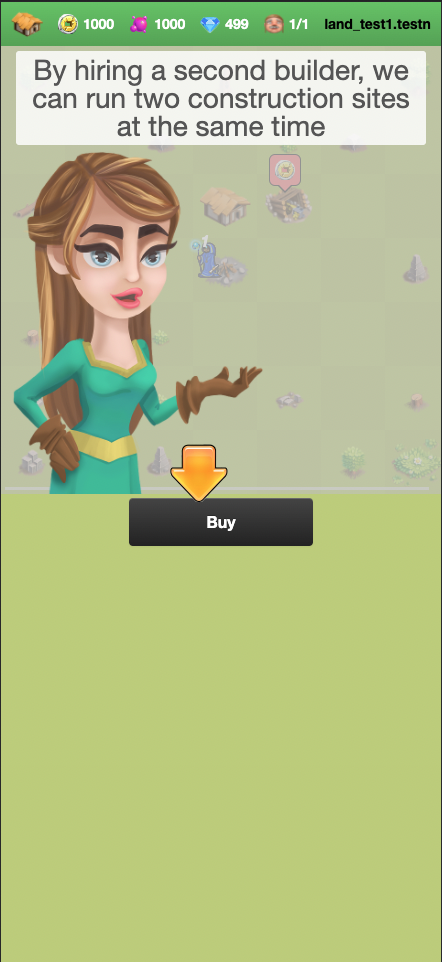 1000 1000 499 1/1 land_test1.testn
By hiring a second builder, we
can run two construction sites
at the same time
Buy